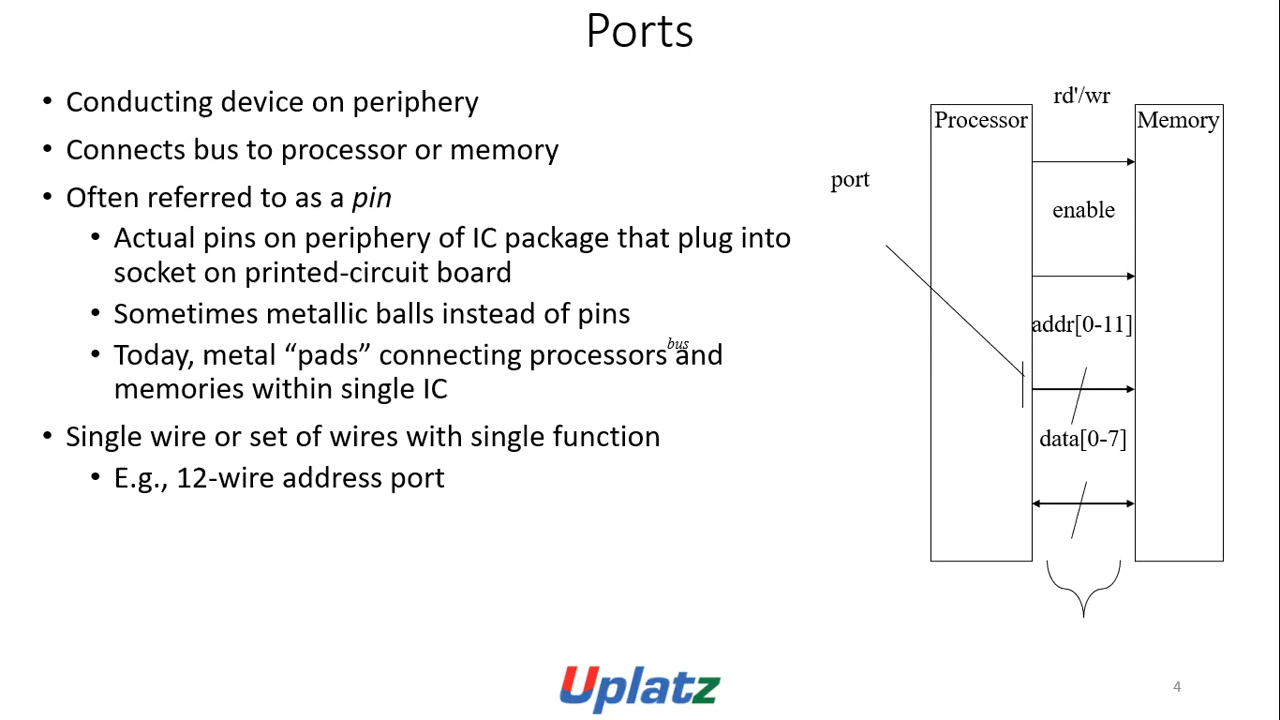 Ports
• Conducting device on periphery
• Connects bus to processor or memory
• Often referred to as a pin
• Actual pins on periphery of IC package that plug into
socket on printed-circuit board
• Sometimes metallic balls instead of pins
• Today, metal “pads” connecting processors and
memories within single IC
• Single wire or set of wires with single function
• E.g., 12-wire address port
bus
port
Processor
rd'/wr
Memory
enable
addr[0-11]
data[0-7]
Uplatz
4